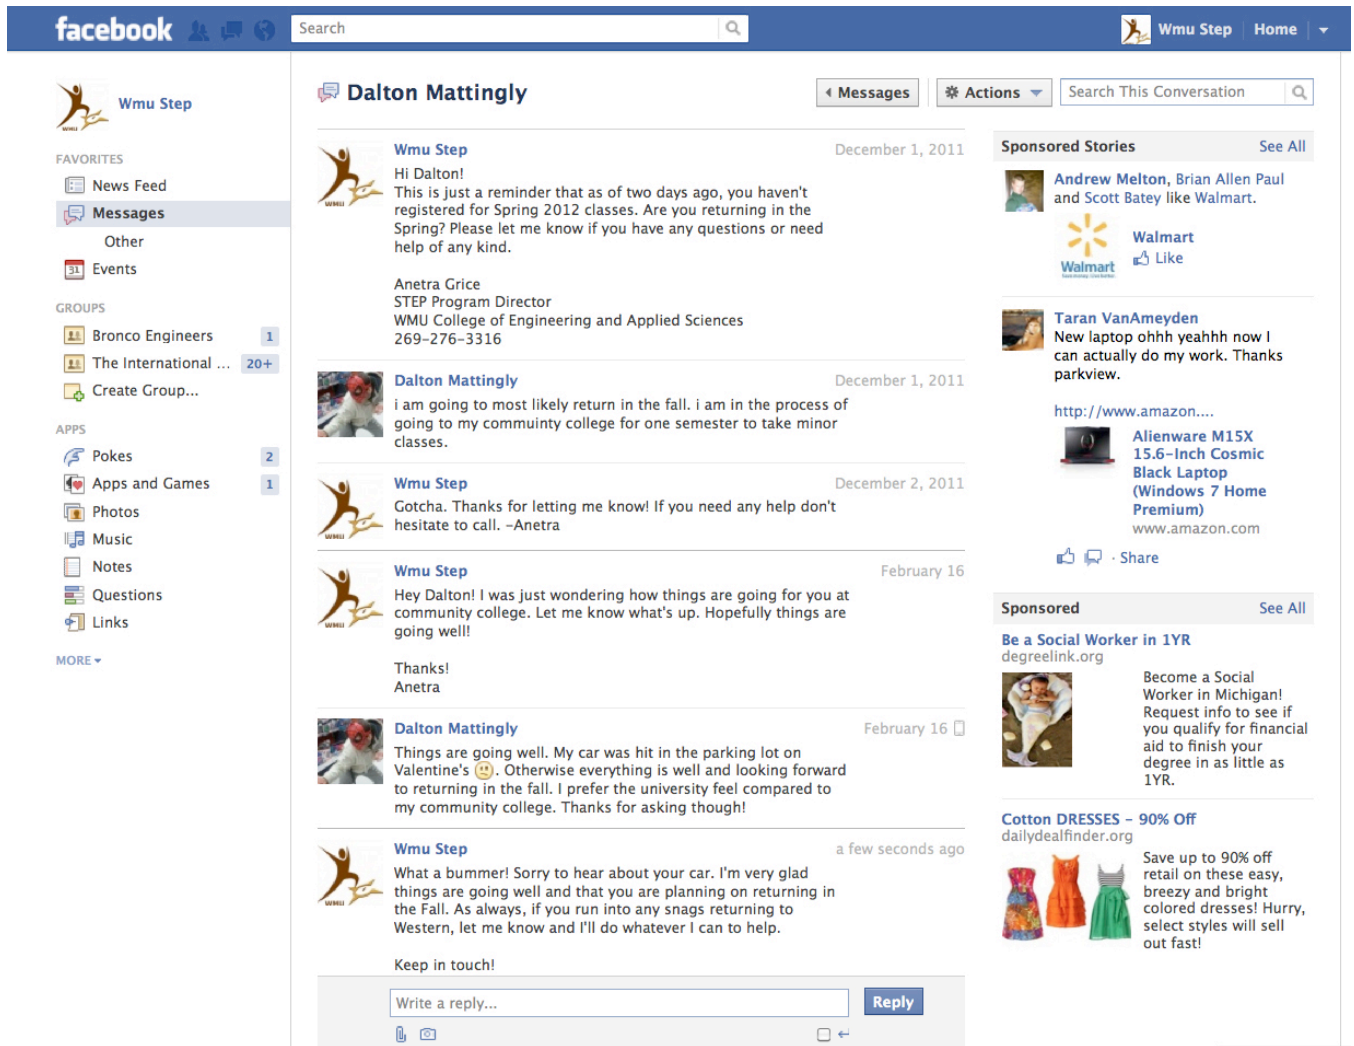 facebook
Search
Wmu Step
Home
WMU
Wmu Step
FAVORITES
News Feed
Messages
Other
31
Events
GROUPS
Bronco Engineers
1
The International ...
20+
Create Group...
APPS
Pokes
2
Apps and Games
1
Photos
Music
Notes
Questions
Links
MORE
Dalton Mattingly
Messages
Actions
Search This Conversation
WMU
Wmu Step
December 1, 2011
Hi Dalton!
This is just a reminder that as of two days ago, you haven't
registered for Spring 2012 classes. Are you returning in the
Spring? Please let me know if you have any questions or need
help of any kind.
Anetra Grice
STEP Program Director
WMU College of Engineering and Applied Sciences
269-276-3316
Dalton Mattingly
December 1, 2011
i am going to most likely return in the fall. i am in the process of
going to my commuinty college for one semester to take minor
classes.
WMU
Wmu Step
December 2, 2011
Gotcha. Thanks for letting me know! If you need any help don't
hesitate to call. -Anetra
WMU
Wmu Step
February 16
Hey Dalton! I was just wondering how things are going for you at
community college. Let me know what's up. Hopefully things are
going well!
Thanks!
Anetra
Dalton Mattingly
February 16
Things are going well. My car was hit in the parking lot on
Valentine's . Otherwise everything is well and looking forward
to returning in the fall. I prefer the university feel compared to
my community college. Thanks for asking though!
WMU
Wmu Step
a few seconds ago
What a bummer! Sorry to hear about your car. I'm very glad
things are going well and that you are planning on returning in
the Fall. As always, if you run into any snags returning to
Western, let me know and I'll do whatever I can to help.
Keep in touch!
Write a reply...
Reply
Sponsored Stories
See All
Andrew Melton, Brian Allen Paul
and Scott Batey like Walmart.
Walmart
Walmart
Like
Taran VanAmeyden
New laptop ohhh yeahhh now I
can actually do my work. Thanks
parkview.
http://www.amazon....
Alienware M15X
15.6-Inch Cosmic
Black Laptop
(Windows 7 Home
Premium)
www.amazon.com
· Share
Sponsored
See All
Be a Social Worker in 1YR
degreelink.org
Become a Social
Worker in Michigan!
Request info to see if
you qualify for financial
aid to finish your
degree in as little as
1YR.
Cotton DRESSES - 90% Off
dailydealfinder.org
Save up to 90% off
retail on these easy,
breezy and bright
colored dresses! Hurry,
select styles will sell
out fast!